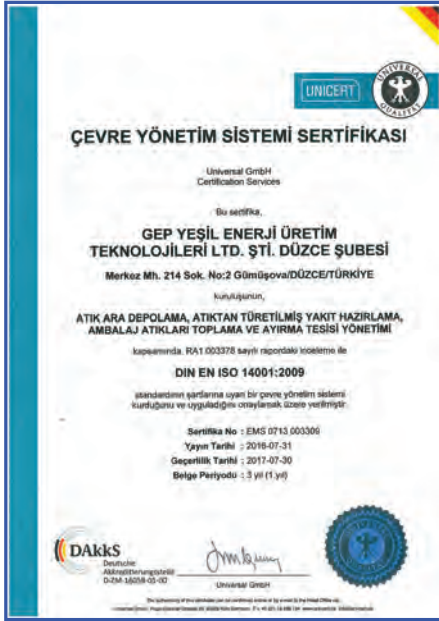 UNICERT
UNIVERSAL
QUALITÄT
ÇEVRE YÖNETİM SİSTEMİ SERTİFİKASI
Universal GmbH
Certification Services
Bu sertifika,
GEP YEŞİL ENERJİ ÜRETİM
TEKNOLOJİLERİ LTD. ŞTİ. DÜZCE ŞUBESİ
Merkez Mh. 214 Sok. No:2 Gümüşova/DÜZCE/TÜRKİYE
kuruluşunun,
ATIK ARA DEPOLAMA, ATIKTAN TÜRETİLMİŞ YAKIT HAZIRLAMA,
AMBALAJ ATIKLARI TOPLAMA VE AYIRMA TESİSİ YÖNETİMİ
kapsamında, RA1.003378 sayılı rapordaki inceleme ile
DIN EN ISO 14001:2009
standardının şartlarına uyan bir çevre yönetim sistemi
kurduğunu ve uyguladığını onaylamak üzere verilmiştir.
Sertifika No : EMS 0713 003309
Yayın Tarihi : 2016-07-31
Geçerlilik Tarihi : 2017-07-30
Belge Periyodu : 3 yıl (1.yıl)
DAkkS
Deutsche
Akkreditierungsstelle
D-ZM-16058-01-00
Universal GmbH